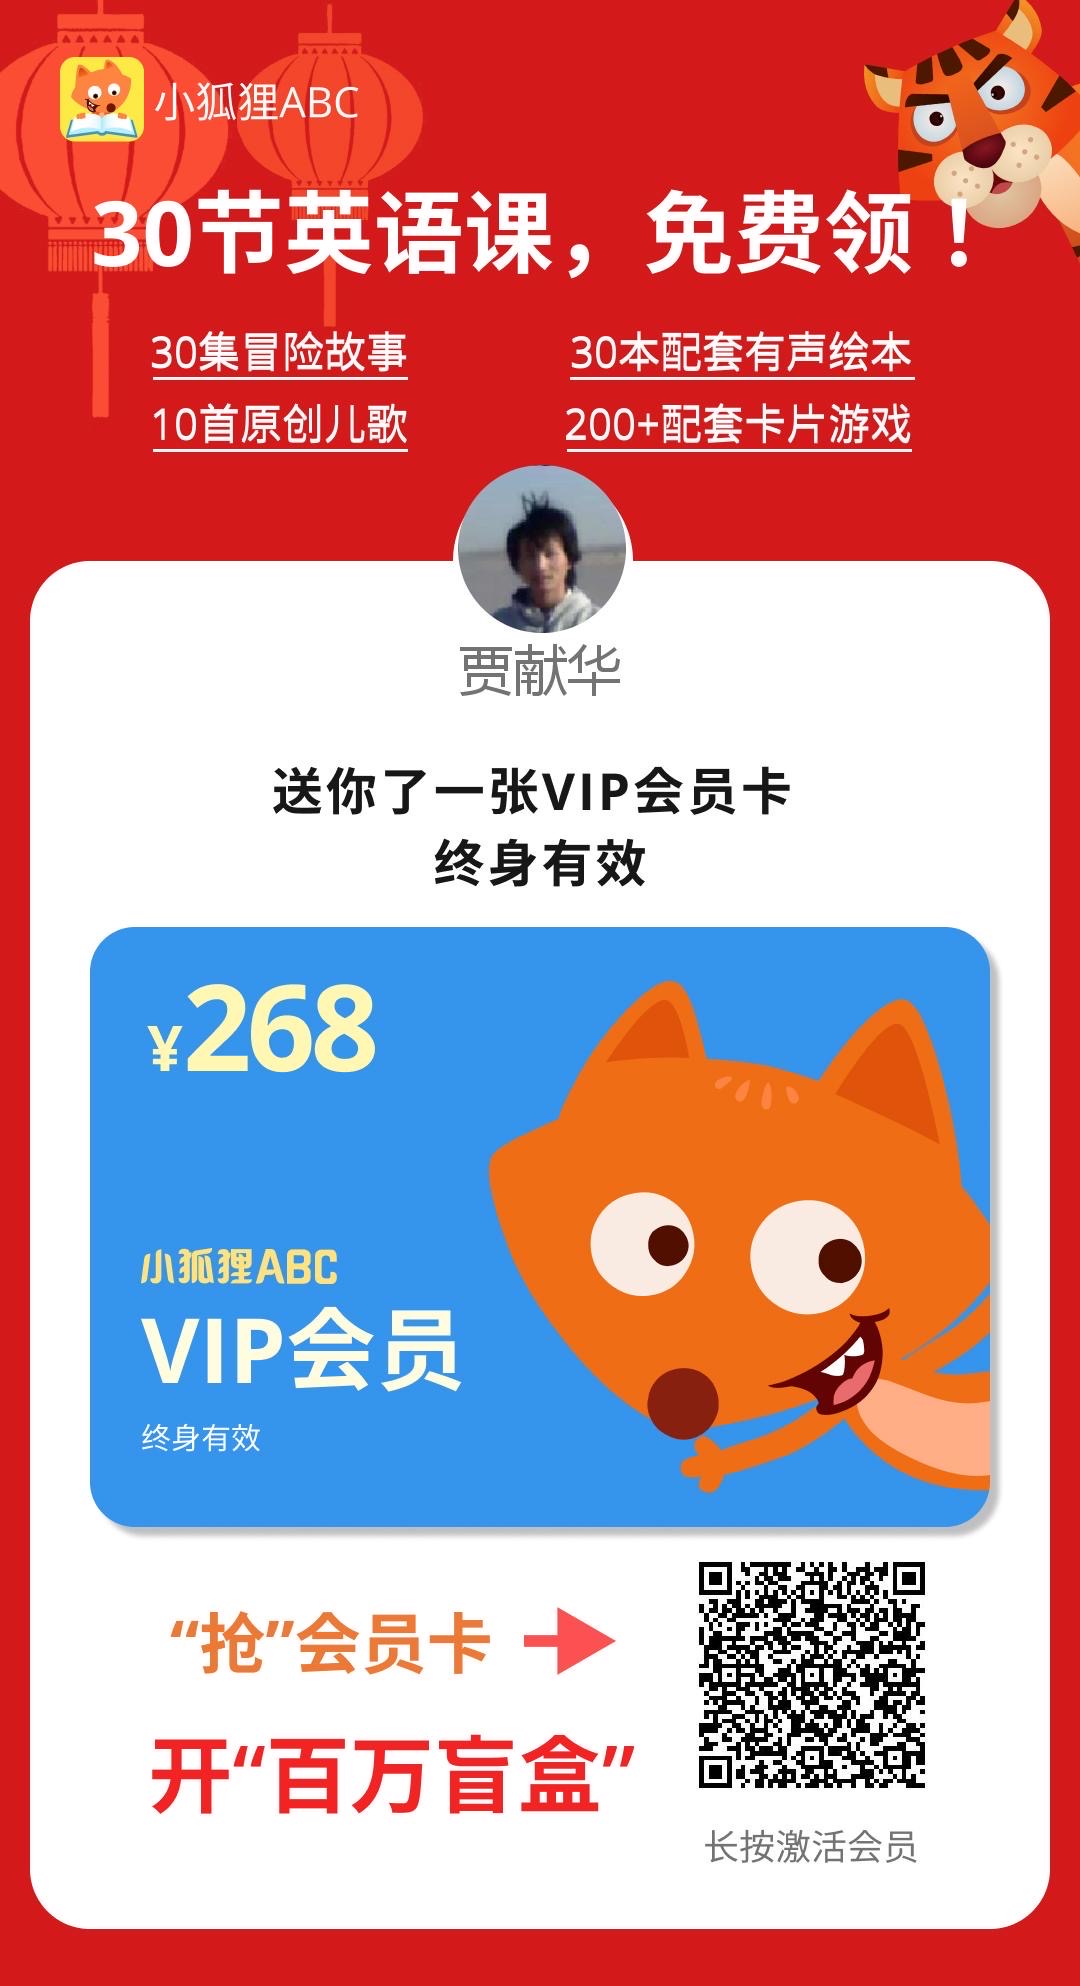 小狐狸ABC
30节英语课，免费领！
30集冒险故事
30本配套有声绘本
10首原创儿歌
200+配套卡片游戏
贾献华
送你了一张VIP会员卡
终身有效
¥268
小狐狸ABC
VIP会员
终身有效
“抢”会员卡
开“百万盲盒”
长按激活会员